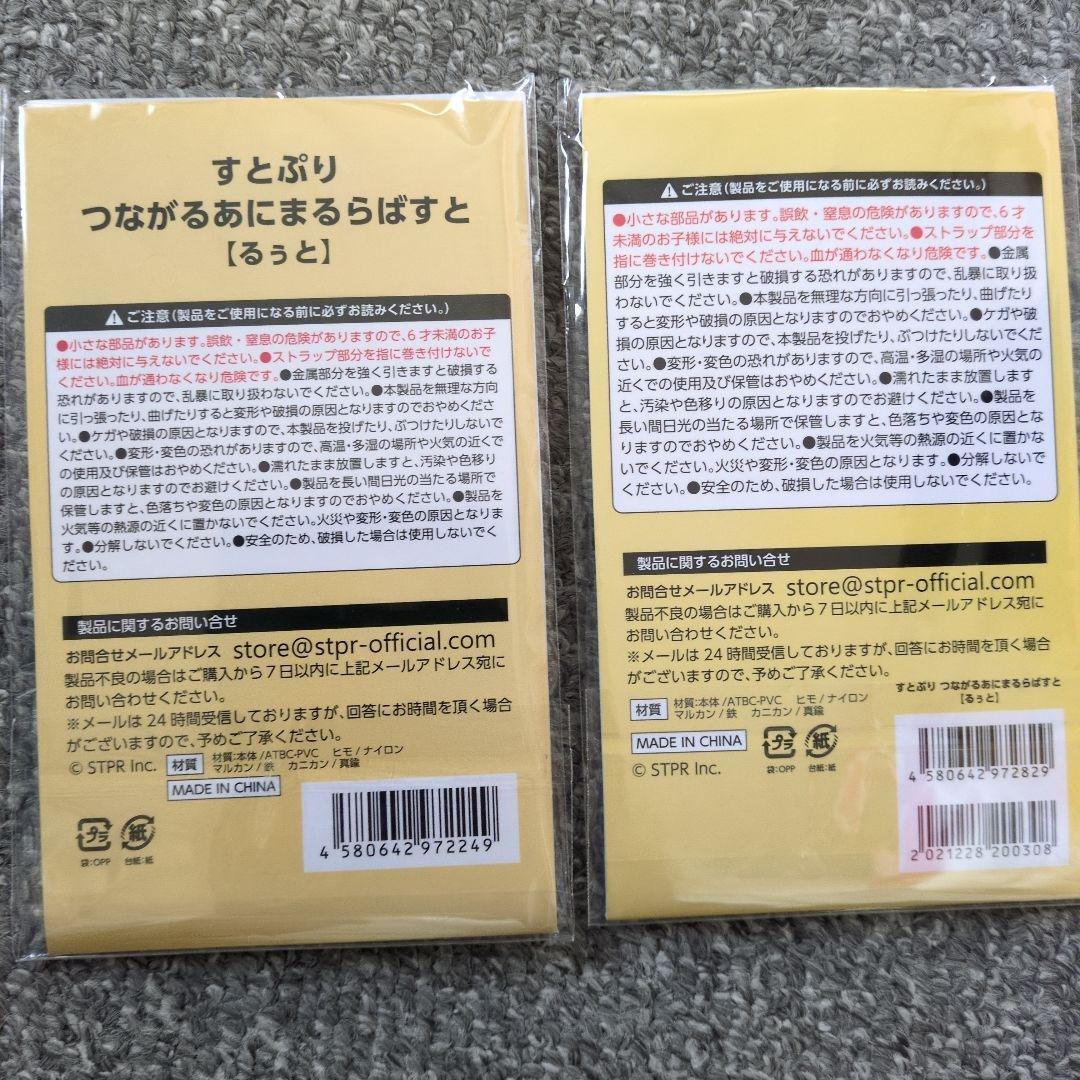 すとぷり
つながるあにまるらばすと
【るぅと】
ご注意(製品をご使用になる前に必ずお読みください。)
●小さな部品があります。誤飲・窒息の危険がありますので、6才未満のお子
様には絶対に与えないでください。●ストラップ部分を指に巻き付けないで
ください。血が通わなくなり危険です。●金属部分を強く引きますと破損する
恐れがありますので、乱暴に取り扱わないでください。●本製品を無理な方向
に引っ張ったり、曲げたりすると変形や破損の原因となりますのでおやめくださ
い。●ケガや破損の原因となりますので、本製品を投げたり、ぶつけたりしないで
ください。●変形・変色の恐れがありますので、高温・多湿の場所や火気の近くで
の使用及び保管はおやめください。●濡れたまま放置しますと、汚染や色移り
の原因となりますのでお避けください。●製品を長い間日光の当たる場所で
保管しますと、色落ちや変色の原因となりますのでおやめください。●製品を
火気等の熱源の近くに置かないでください。火災や変形・変色の原因となりま
す。●分解しないでください。●安全のため、破損した場合は使用しないでく
ださい。
製品に関するお問い合せ
お問合せメールアドレス store@stpr-official.com
製品不良の場合はご購入から7日以内に上記メールアドレス宛に
お問い合わせください。
※メールは24時間受信しておりますが、回答にお時間を頂く場合
がございますので、予めご了承ください。
© STPR Inc. 材質 材質:本体/ATBC-PVC ヒモ/ナイロン
マルカン/鉄 カニカン/真鍮
MADE IN CHINA
プラ 紙
袋:OPP 台紙:紙
4 580642 972249
ご注意(製品をご使用になる前に必ずお読みください。)
●小さな部品があります。誤飲・窒息の危険がありますので、6才
未満のお子様には絶対に与えないでください。●ストラップ部分を
指に巻き付けないでください。血が通わなくなり危険です。●金属
部分を強く引きますと破損する恐れがありますので、乱暴に取り扱
わないでください。●本製品を無理な方向に引っ張ったり、曲げたり
すると変形や破損の原因となりますのでおやめください。●ケガや破
損の原因となりますので、本製品を投げたり、ぶつけたりしないでくだ
さい。●変形・変色の恐れがありますので、高温・多湿の場所や火気の
近くでの使用及び保管はおやめください。●濡れたまま放置します
と、汚染や色移りの原因となりますのでお避けください。●製品を
長い間日光の当たる場所で保管しますと、色落ちや変色の原因とな
りますのでおやめください。●製品を火気等の熱源の近くに置かな
いでください。火災や変形・変色の原因となります。●分解しないで
ください。●安全のため、破損した場合は使用しないでください。
製品に関するお問い合せ
お問合せメールアドレス store@stpr-official.com
製品不良の場合はご購入から7日以内に上記メールアドレス宛に
お問い合わせください。
※メールは24時間受信しておりますが、回答にお時間を頂く場合
がございますので、予めご了承ください。
材質 材質:本体/ATBC-PVC ヒモ/ナイロン
マルカン/鉄 カニカン/真鍮
MADE IN CHINA
プラ 紙
袋:OPP 台紙:紙
© STPR Inc.
すとぷり つながるあにまるらばすと
【るぅと】
4 580642 972829
2 021228 200308